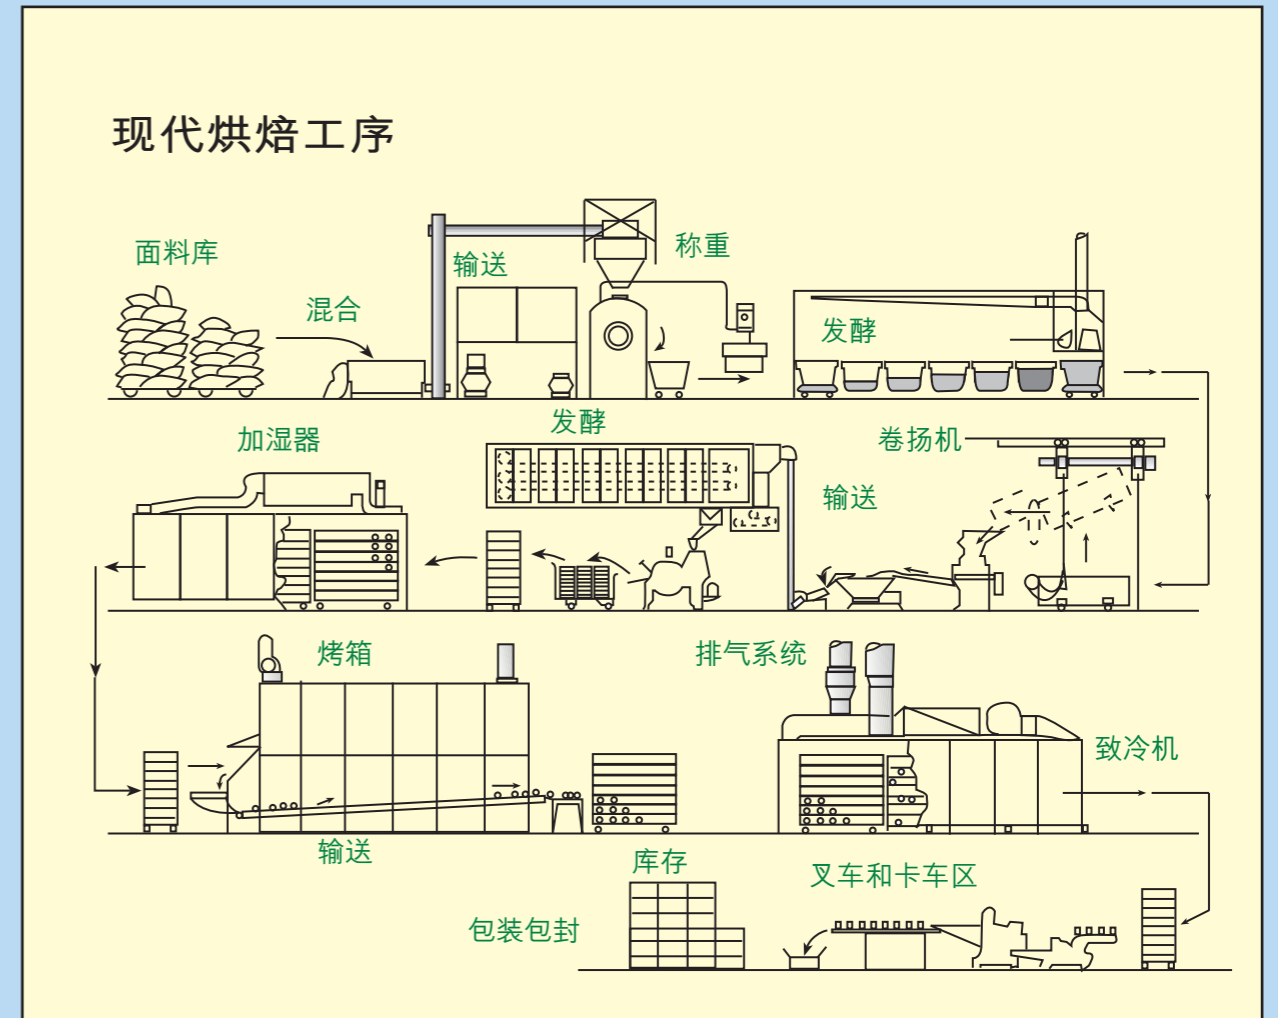 现代烘焙工序
面料库
混合
输送
称重
发酵
加湿器
发酵
输送
卷扬机
烤箱
输送
排气系统
致冷机
库存
包装包封
叉车和卡车区